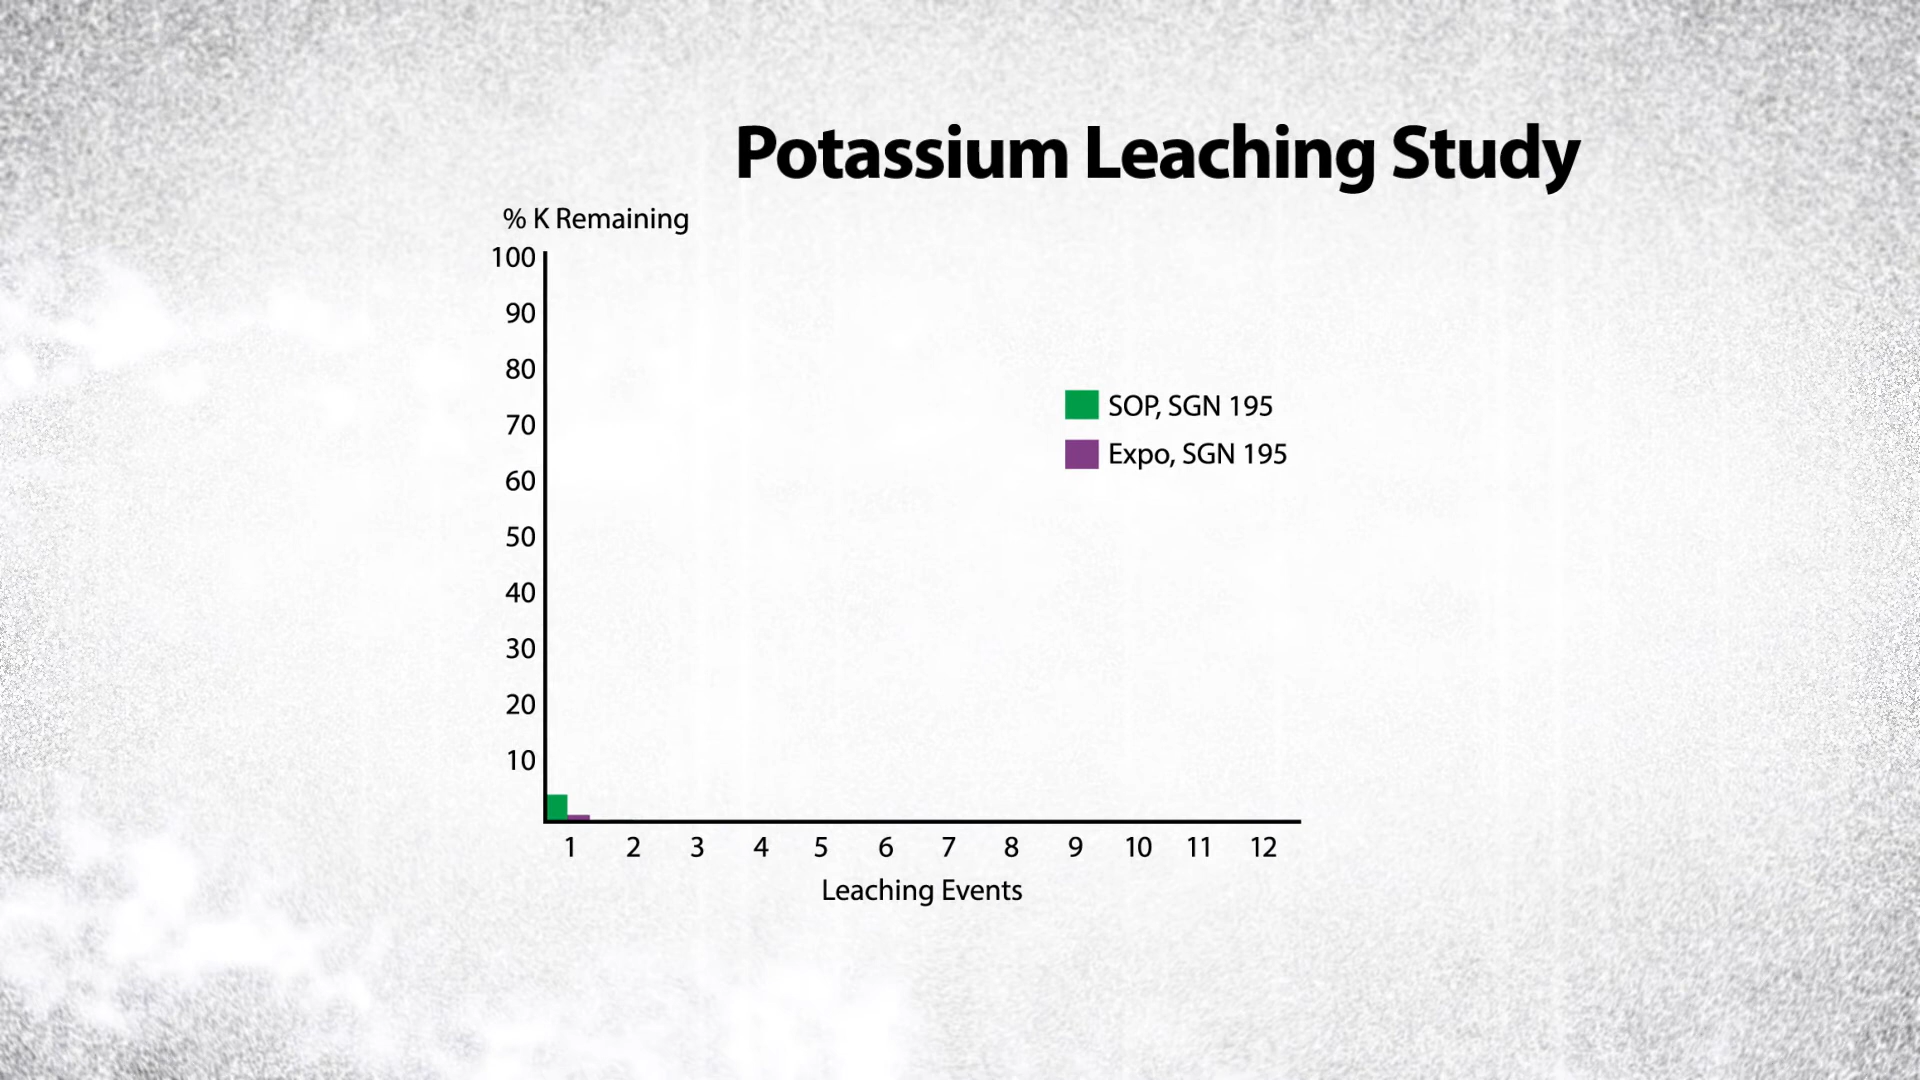 Potassium Leaching Study
% K Remaining
100
90
80
70
60
50
40
30
20
10
SOP, SGN 195
Expo, SGN 195
1 2 3 4 5 6 7 8 9 10 11 12
Leaching Events